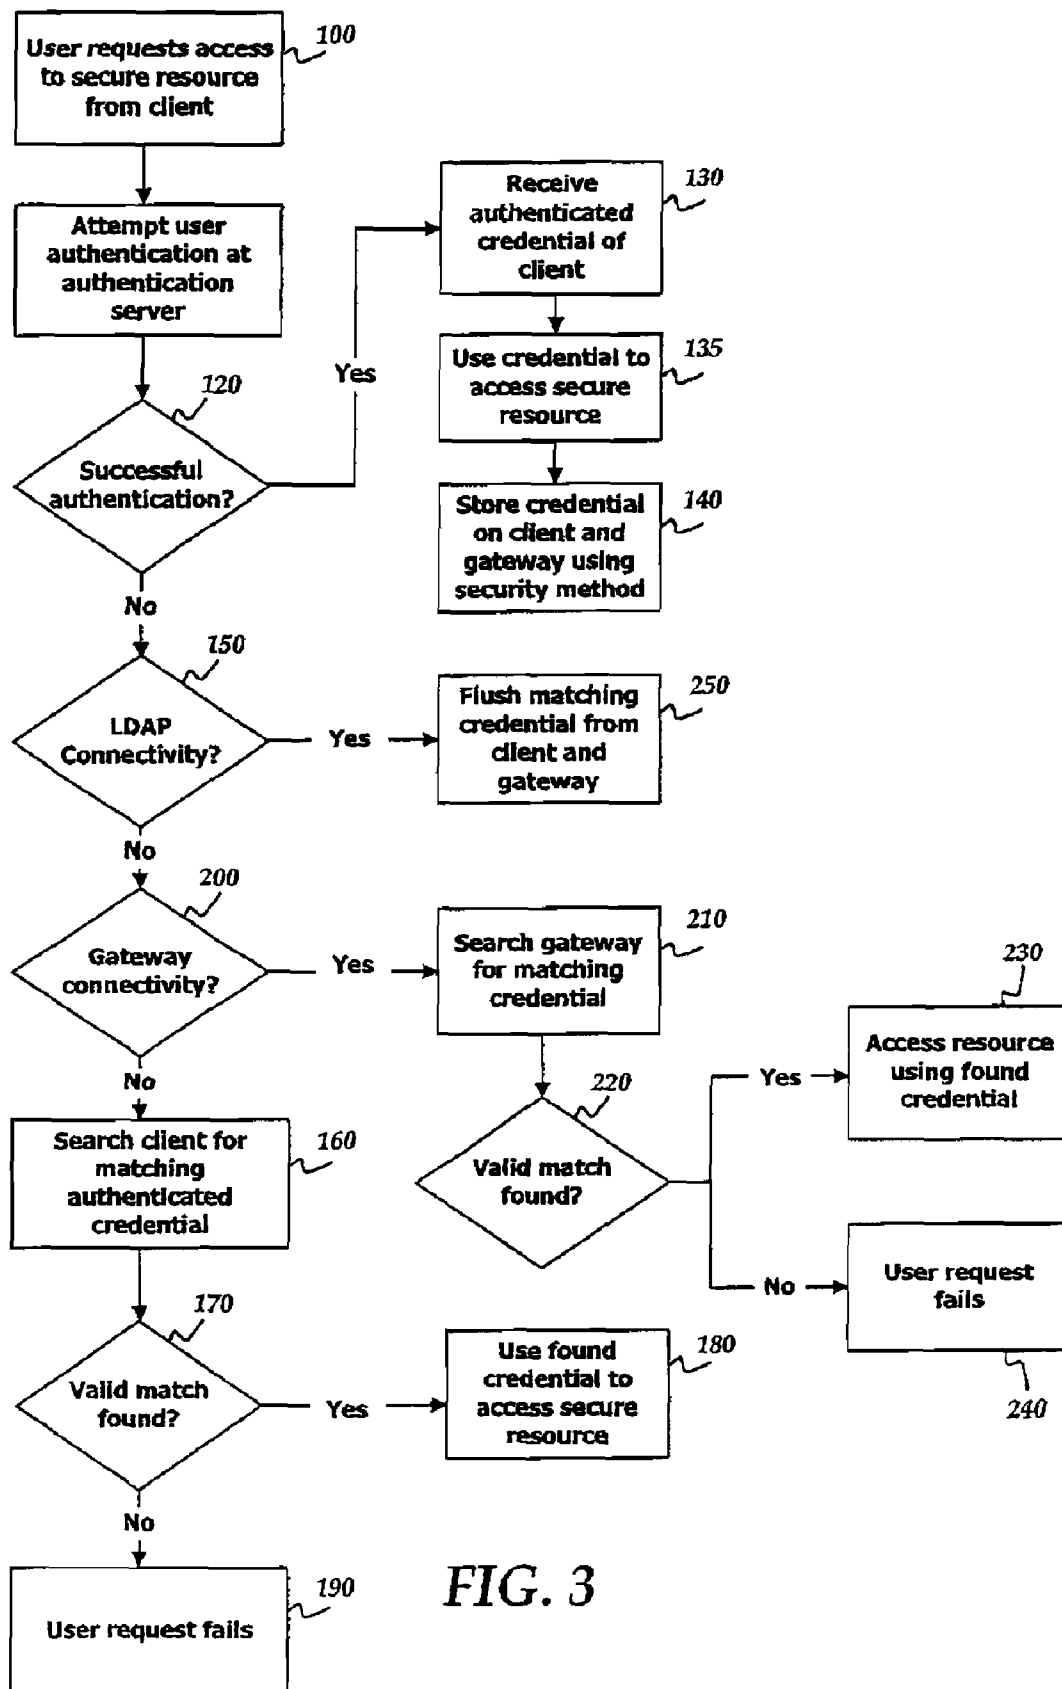 User requests access
to secure resource
from client
100
Attempt user
authentication at
authentication
server
Receive
authenticated
credential of
client
130
Use credential to
access secure
resource
135
Successful
authentication?
120
Yes
Store credential
on client and
gateway using
security method
140
No
LDAP
Connectivity?
150
Yes
Flush matching
credential from
client and
gateway
250
No
Gateway
connectivity?
200
Yes
Search gateway
for matching
credential
210
Valid match
found?
220
Yes
Access resource
using found
credential
230
No
User request
fails
240
No
Search client for
matching
authenticated
credential
160
Valid match
found?
170
Yes
Use found
credential to
access secure
resource
180
No
User request fails
190
FIG. 3